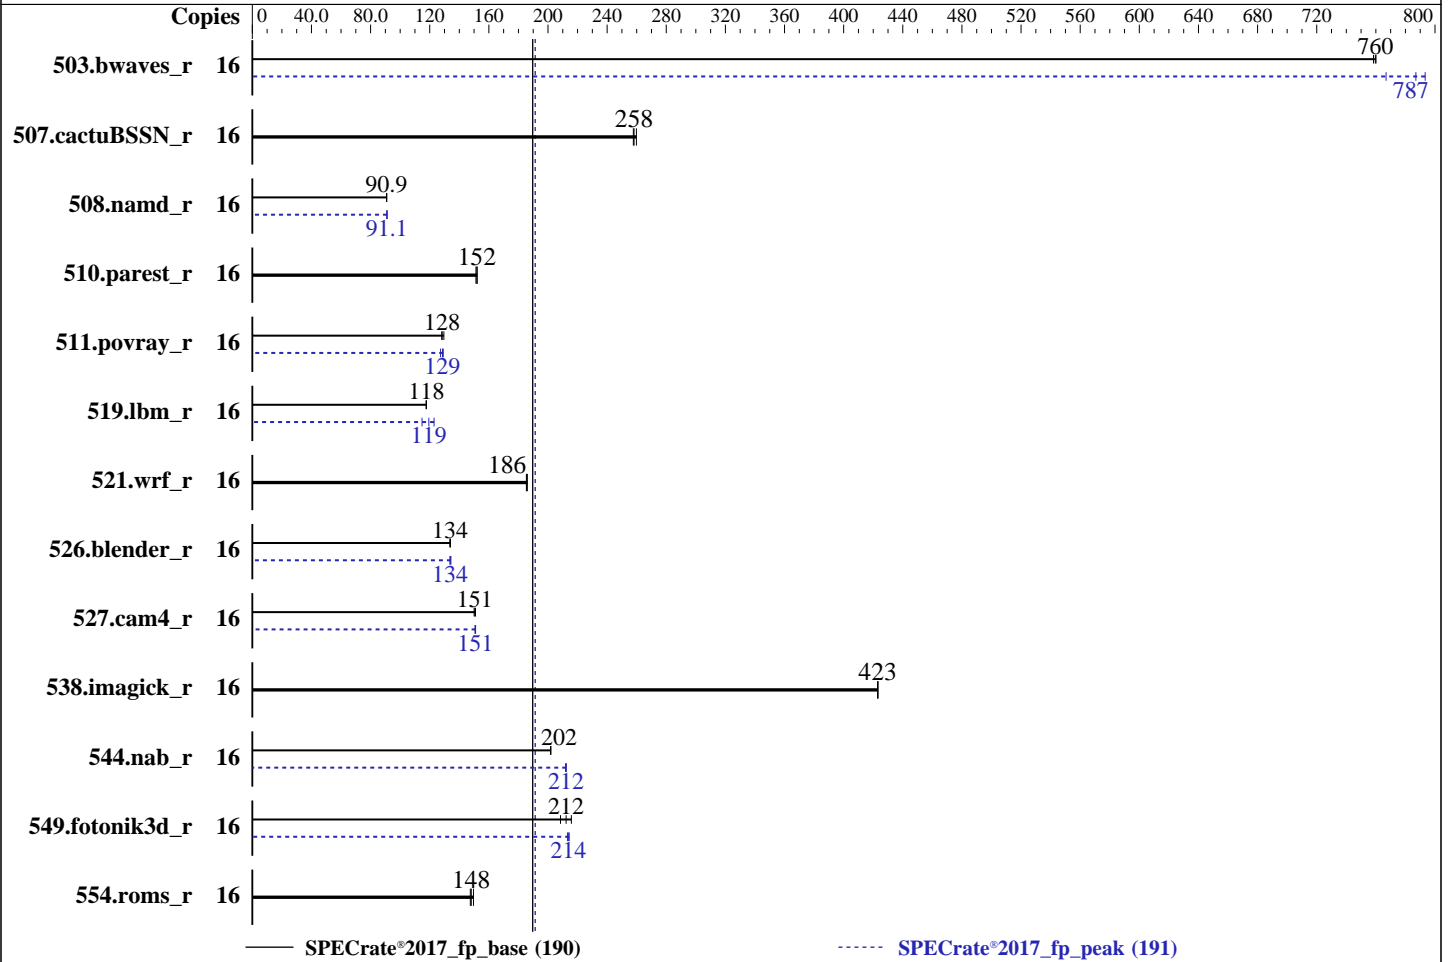 Copies 0 40.0 80.0 120 160 200 240 280 320 360 400 440 480 520 560 600 640 680 720 800
503.bwaves_r 16 760
787
507.cactuBSSN_r 16 258
508.namd_r 16 90.9
91.1
510.parest_r 16 152
511.povray_r 16 128
129
519.lbm_r 16 118
119
521.wrf_r 16 186
526.blender_r 16 134
134
527.cam4_r 16 151
151
538.imagick_r 16 423
544.nab_r 16 202
212
549.fotonik3d_r 16 212
214
554.roms_r 16 148
SPECrate®2017_fp_base (190) SPECrate®2017_fp_peak (191)